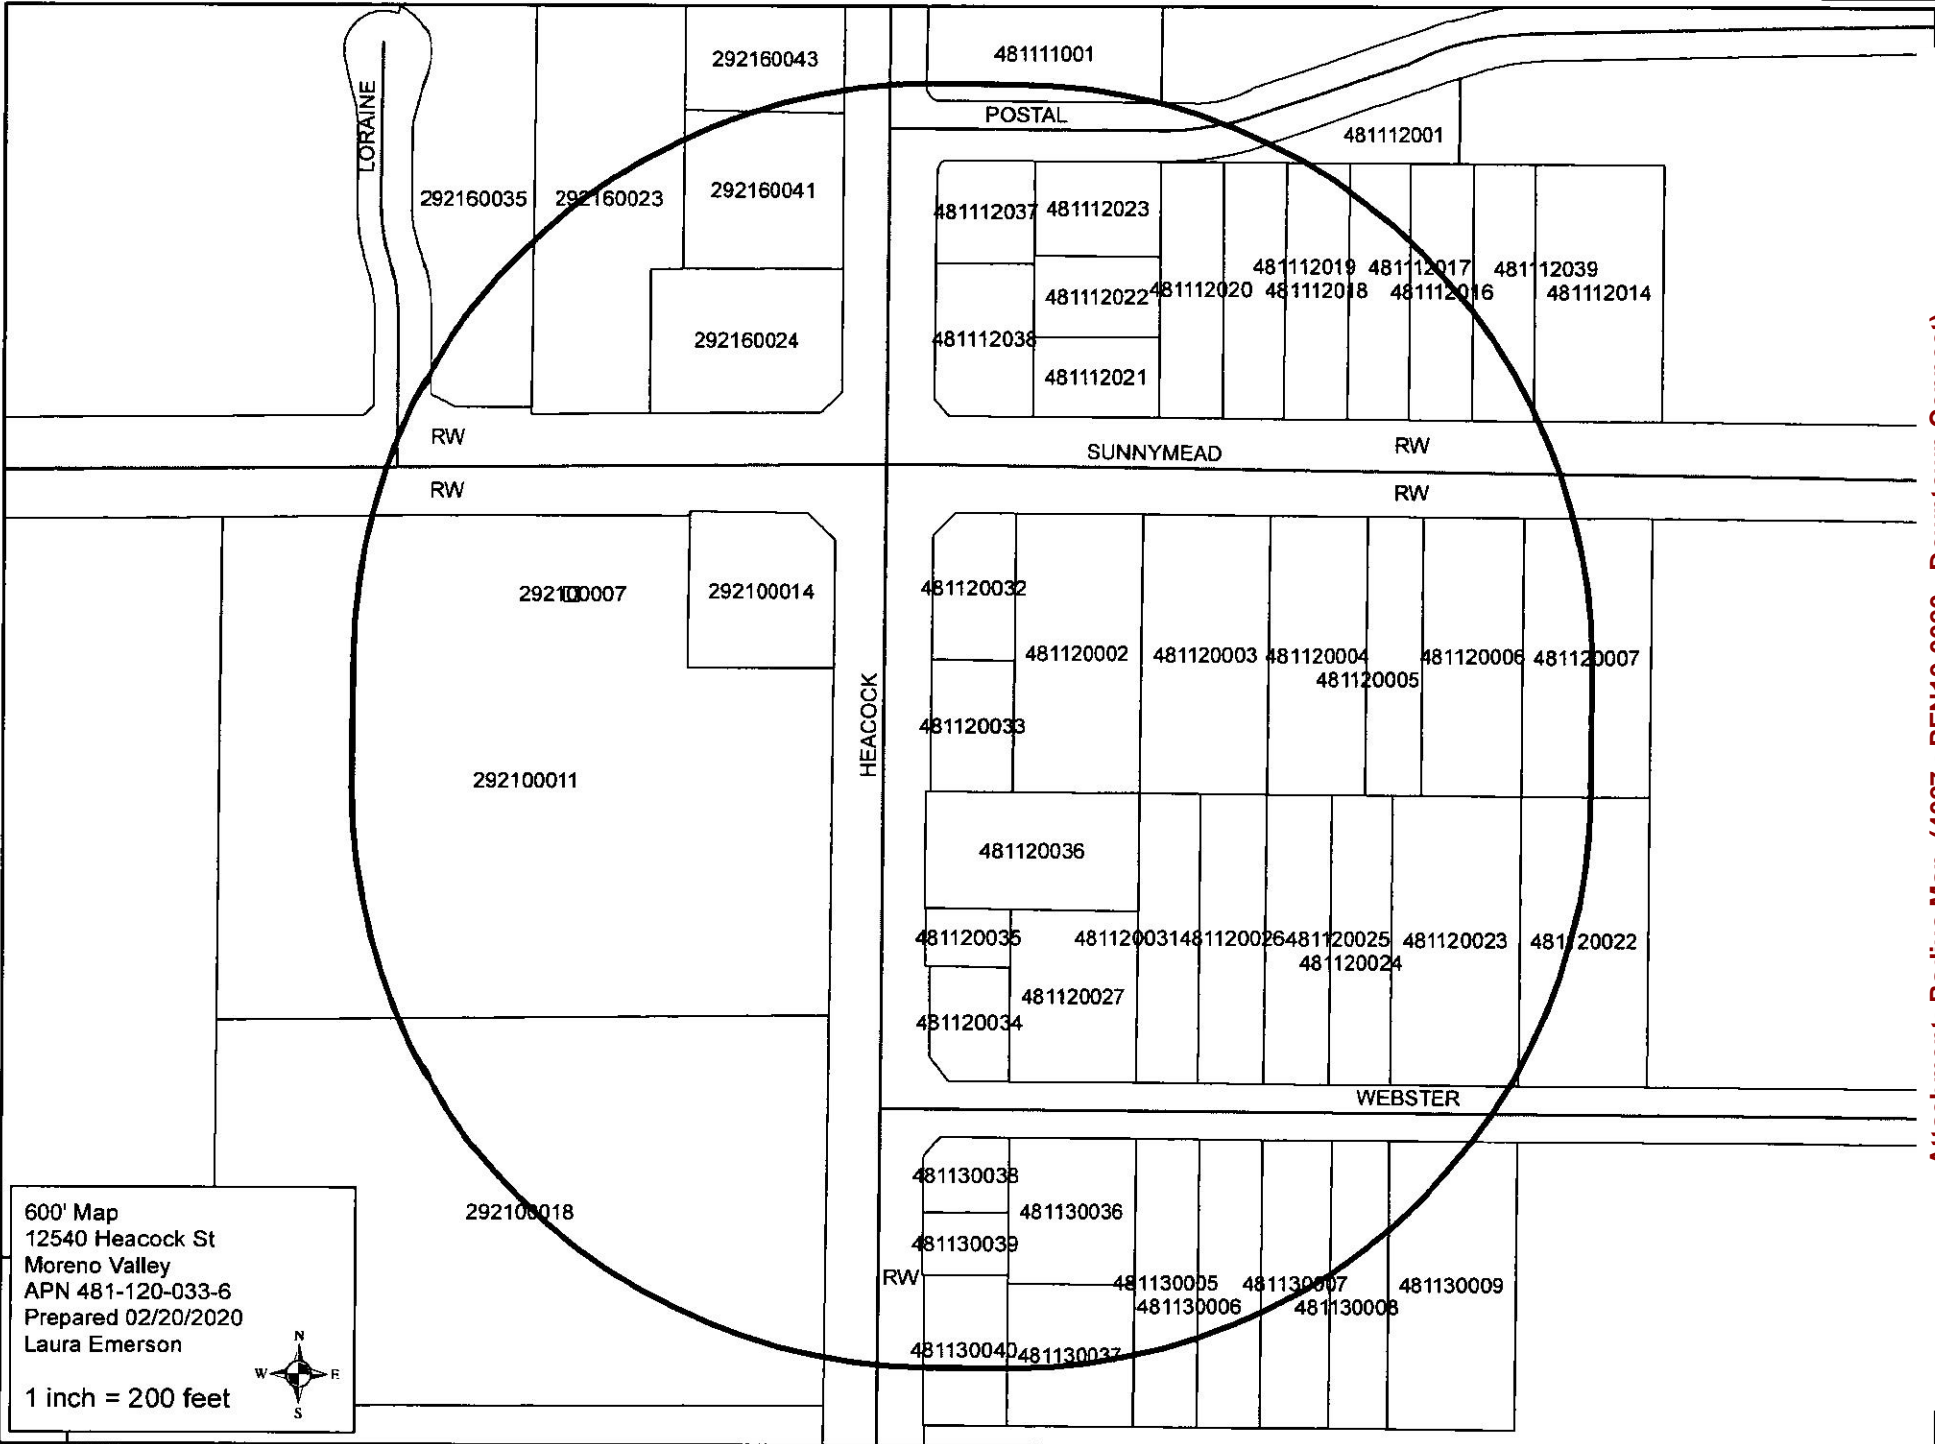 292160043
481111001
LORAINE
POSTAL
481112001
292160035
292160023
292160041
481112037
481112023
481112019
481112017
481112039
481112022
481112020
481112018
481112016
481112014
292160024
481112038
481112021
RW
SUNNYMEAD
RW
RW
RW
292100007
292100014
481120032
481120002
481120003
481120004
481120006
481120007
481120005
HEACOCK
481120033
292100011
481120036
481120035
481120031
481120026
481120025
481120023
481120022
481120024
481120027
481120034
WEBSTER
481130038
292100018
481130036
481130039
RW
481130005
481130007
481130009
481130006
481130008
481130040
481130037
600' Map
12540 Heacock St
Moreno Valley
APN 481-120-033-6
Prepared 02/20/2020
Laura Emerson
1 inch = 200 feet
N
W E
S